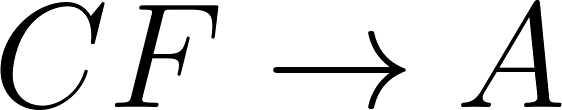 CF → A